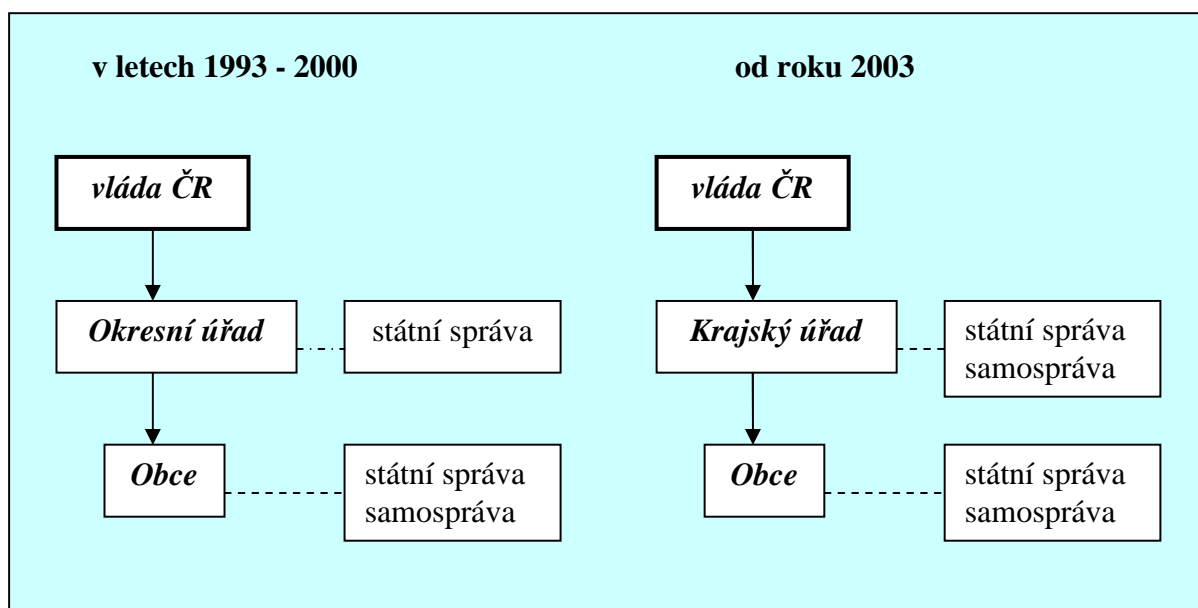 v letech 1993 - 2000
vláda ČR
Okresní úřad
státní správa
Obce
státní správa
samospráva
od roku 2003
vláda ČR
Krajský úřad
státní správa
samospráva
Obce
státní správa
samospráva